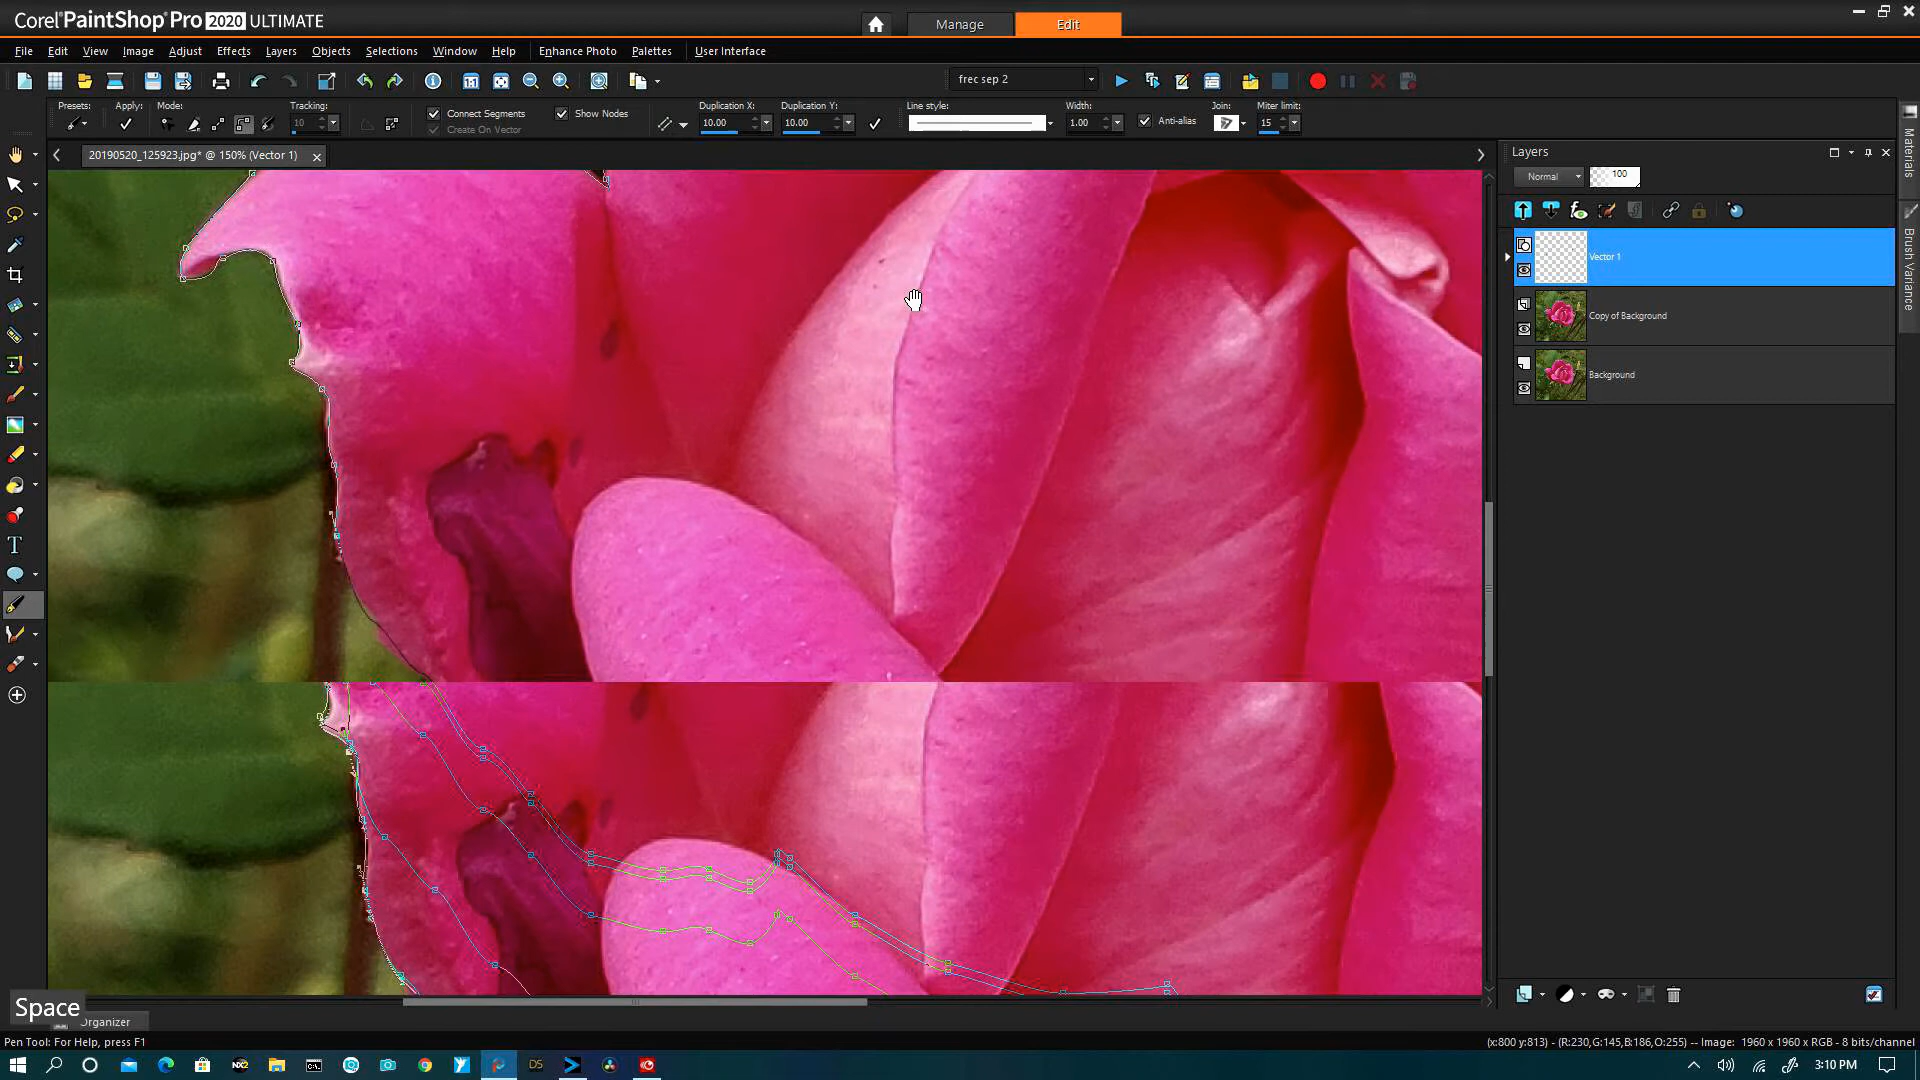 Corel PaintShop Pro 2020 ULTIMATE
Manage
Edit
File Edit View Image Adjust Effects Layers Objects Selections Window Help Enhance Photo Palettes User Interface
frec sep 2
Presets: Apply: Mode: Tracking: Connect Segments Show Nodes Duplication X: Duplication Y: Line style: Width: Join: Miter limit:
10 Create On Vector 10.00 10.00 1.00 Anti-alias 15
20190520_125923.jpg* @ 150% (Vector 1)
Layers
Normal 100
Vector 1
Copy of Background
Background
Materials
Brush Variance
Space
Organizer
Pen Tool: For Help, press F1
(x:800 y:813) - (R:230,G:145,B:186,O:255) -- Image: 1960 x 1960 x RGB - 8 bits/channel
NX2
DS
3:10 PM